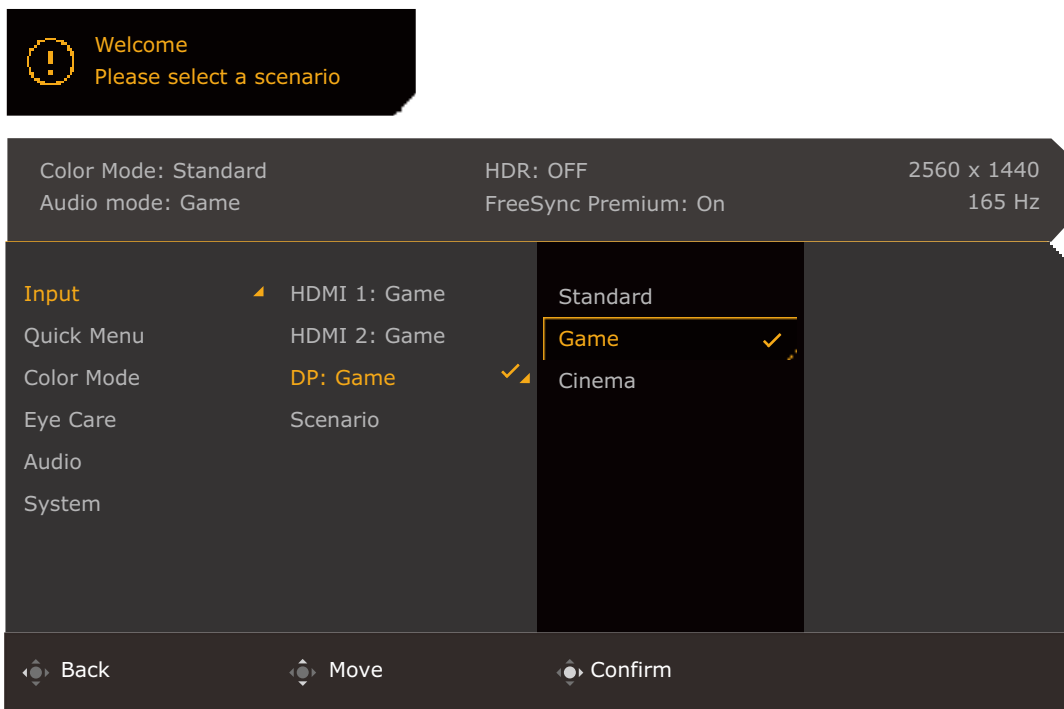 Welcome
Please select a scenario
Color Mode: Standard
Audio mode: Game
HDR: OFF
FreeSync Premium: On
2560 x 1440
165 Hz
Input
Quick Menu
Color Mode
Eye Care
Audio
System
HDMI 1: Game
HDMI 2: Game
DP: Game
Scenario
Standard
Game
Cinema
Back
Move
Confirm